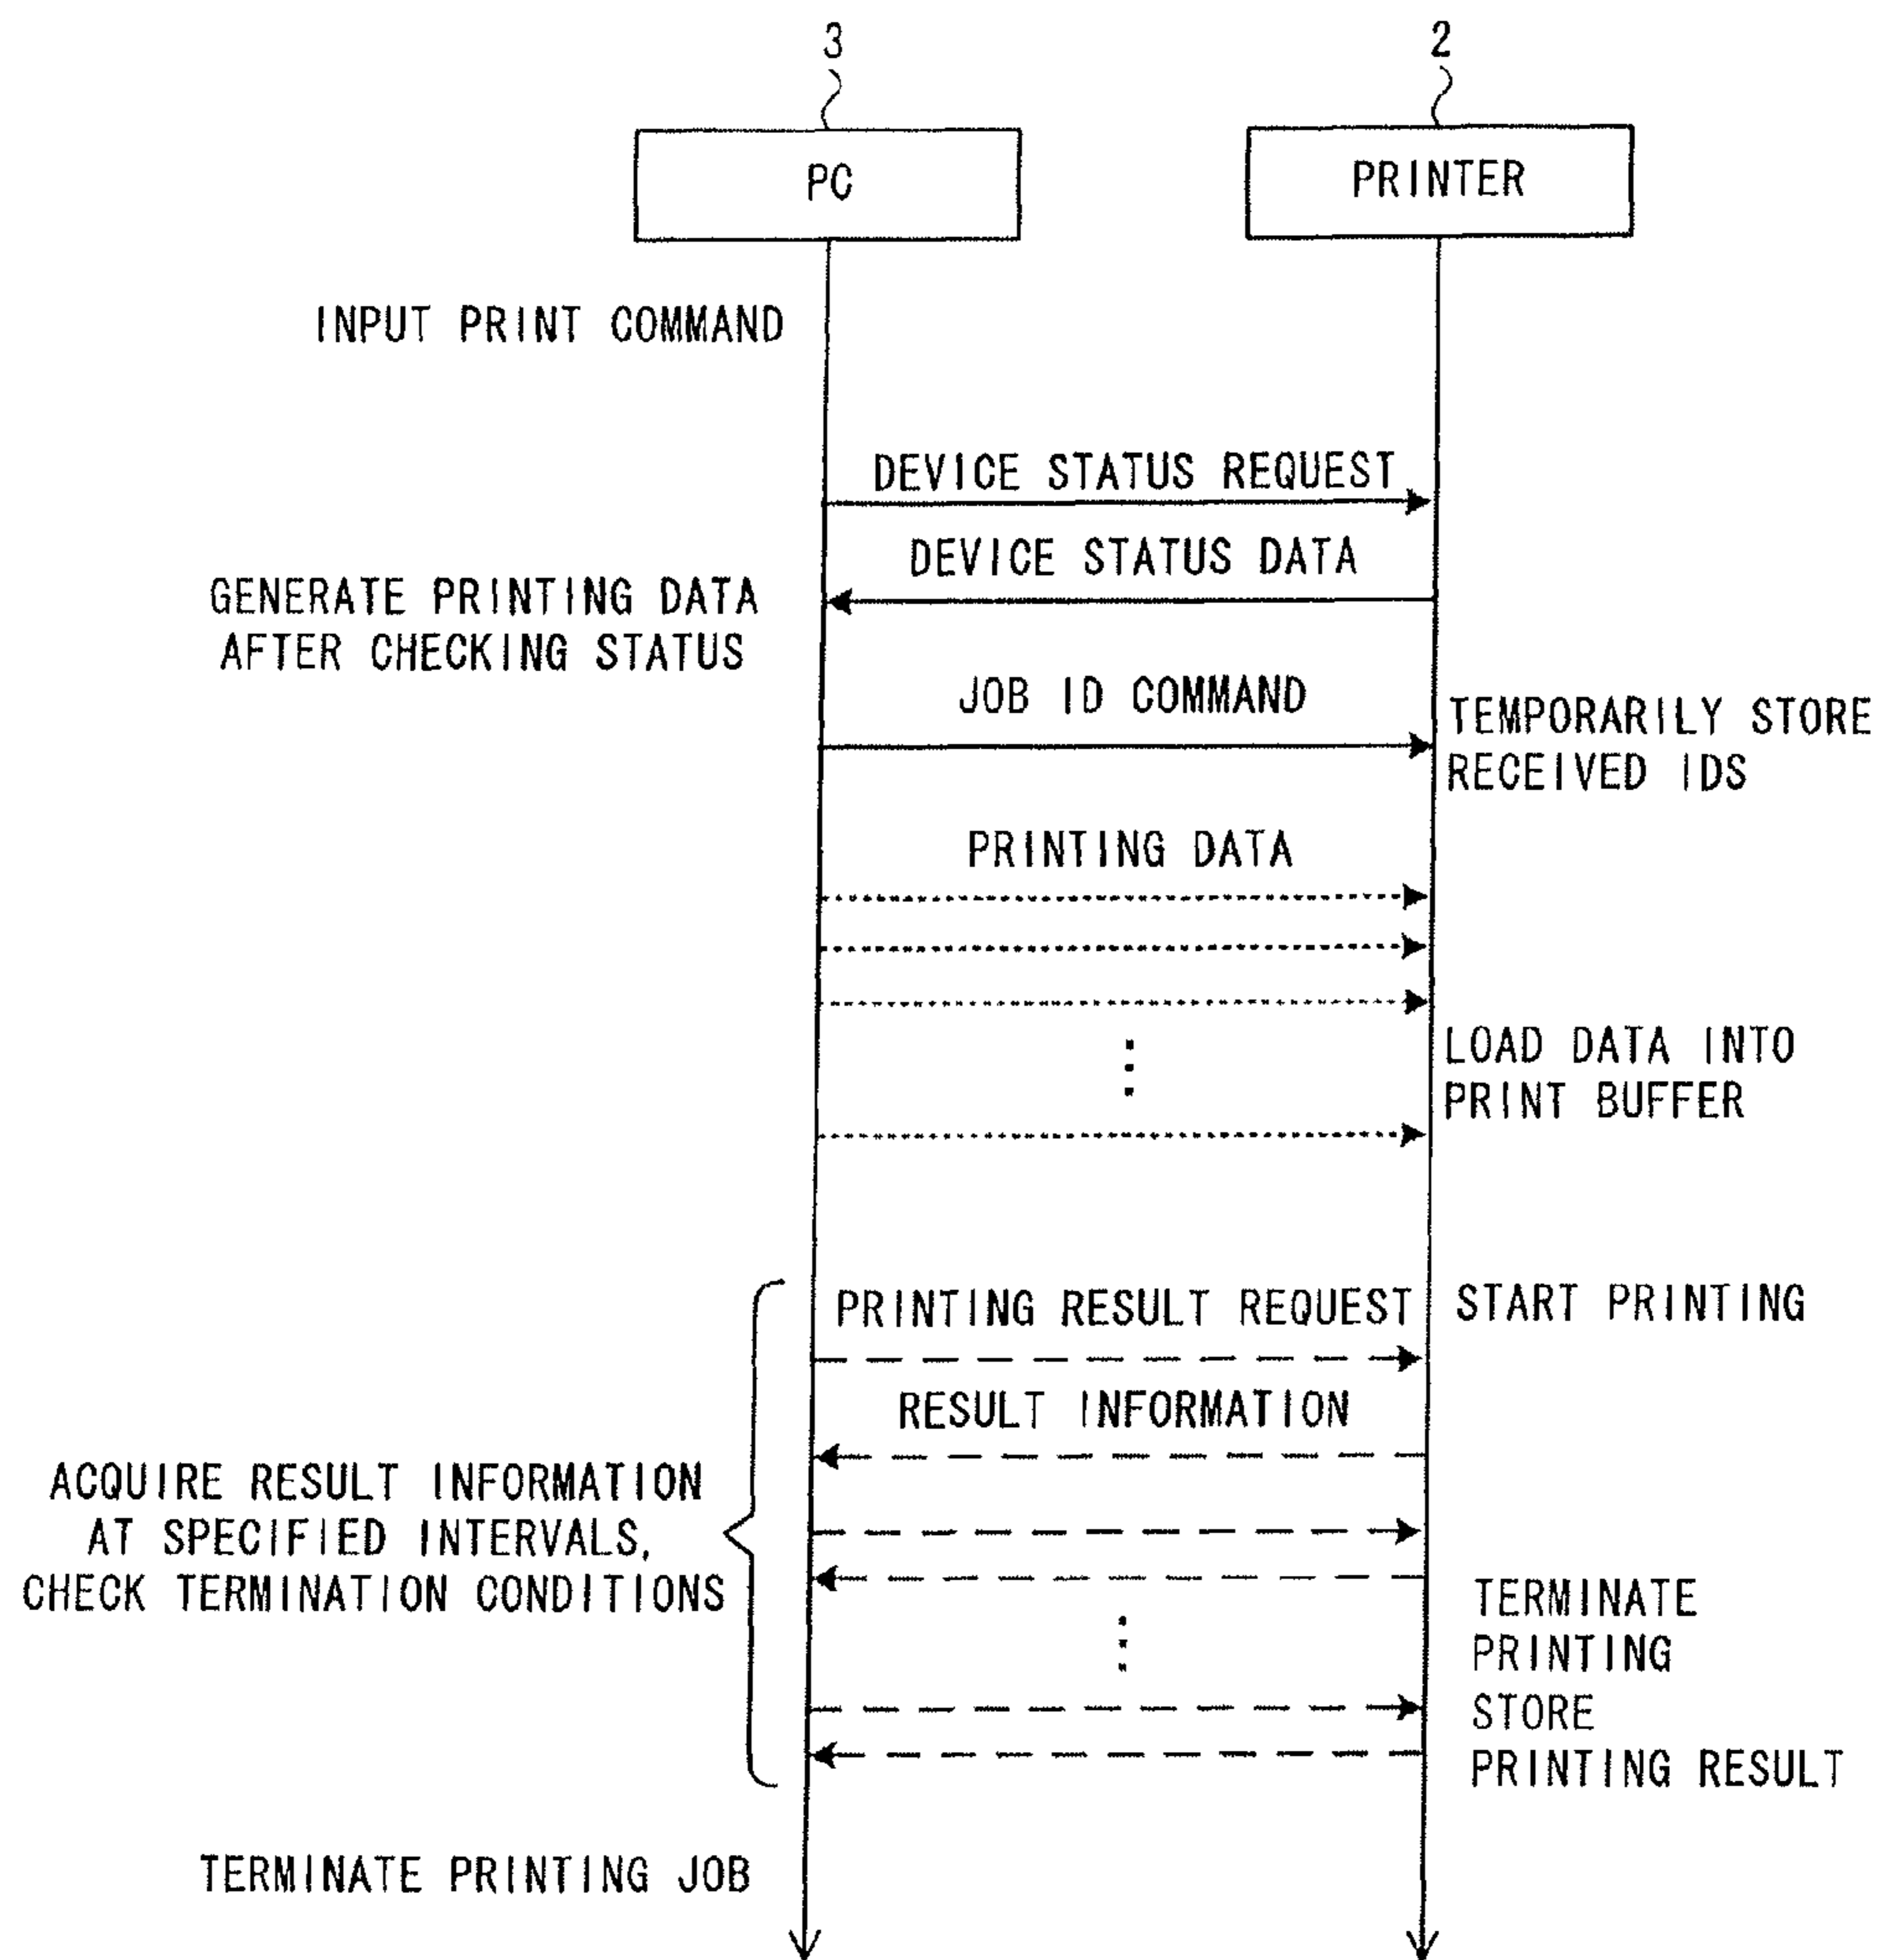 3
2
PC
PRINTER
INPUT PRINT COMMAND
DEVICE STATUS REQUEST
DEVICE STATUS DATA
GENERATE PRINTING DATA
AFTER CHECKING STATUS
JOB ID COMMAND
TEMPORARILY STORE
RECEIVED IDS
PRINTING DATA
LOAD DATA INTO
PRINT BUFFER
PRINTING RESULT REQUEST
START PRINTING
RESULT INFORMATION
ACQUIRE RESULT INFORMATION
AT SPECIFIED INTERVALS,
CHECK TERMINATION CONDITIONS
TERMINATE
PRINTING
STORE
PRINTING RESULT
TERMINATE PRINTING JOB